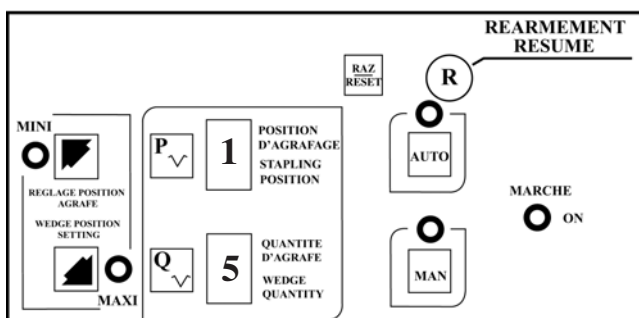 REARMEMENT
RESUME
RAZ
RESET
R
MINI
REGLAGE POSITION
AGRAFE
WEDGE POSITION
SETTING
MAXI
P
1
POSITION
D'AGRAFAGE
STAPLING
POSITION
Q
5
QUANTITE
D'AGRAFE
WEDGE
QUANTITY
AUTO
MAN
MARCHE
ON